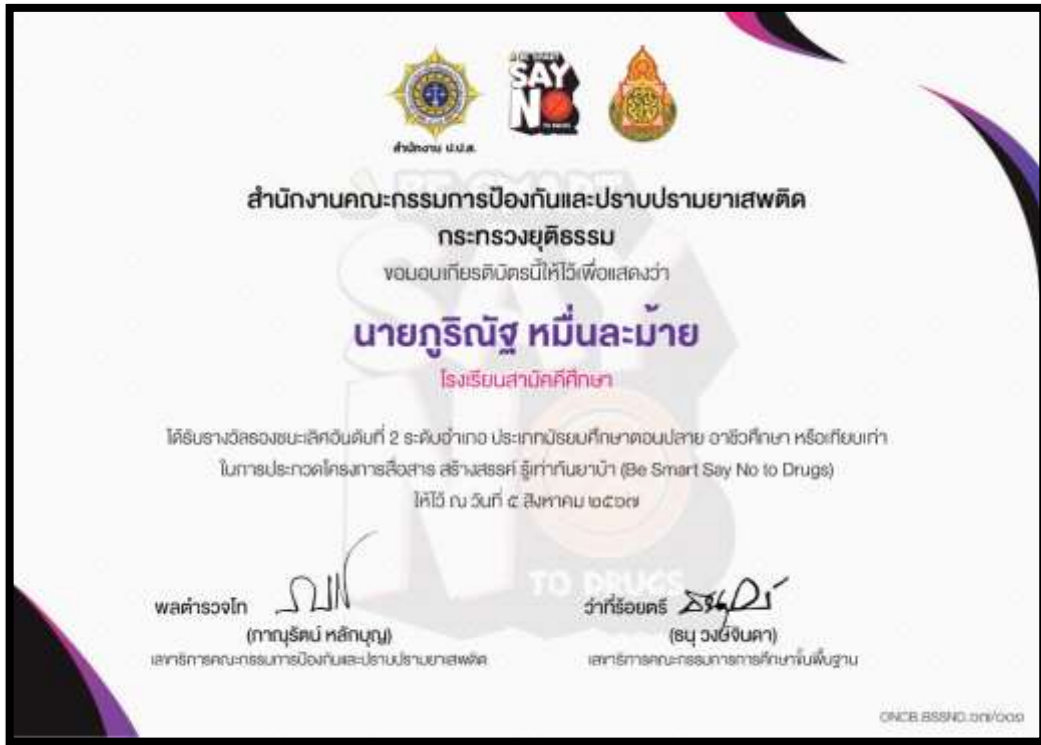 BE SMART
SAY
NO
TO DRUGS
สำนักงาน ป.ป.ส.
สำนักงานคณะกรรมการป้องกันและปราบปรามยาเสพติด
กระทรวงยุติธรรม
ขอมอบเกียรติบัตรนี้ให้ไว้เพื่อแสดงว่า
นายภูริณัฐ หมื่นละม้าย
โรงเรียนสามัคคีศึกษา
ได้รับรางวัลรองชนะเลิศอันดับที่ 2 ระดับอำเภอ ประเภทมัธยมศึกษาตอนปลาย อาชีวศึกษา หรือเทียบเท่า
ในการประกวดโครงการสื่อสาร สร้างสรรค์ รู้เท่าทันยาบ้า (Be Smart Say No to Drugs)
ให้ไว้ ณ วันที่ ๕ สิงหาคม ๒๕๖๗
พลตำรวจโท
ว่าที่ร้อยตรี
(ภาณุรัตน์ หลักบุญ)
(ธนุ วงษ์จินดา)
เลขาธิการคณะกรรมการป้องกันและปราบปรามยาเสพติด
เลขาธิการคณะกรรมการการศึกษาขั้นพื้นฐาน
BE SMART
SAY
NO
TO DRUGS